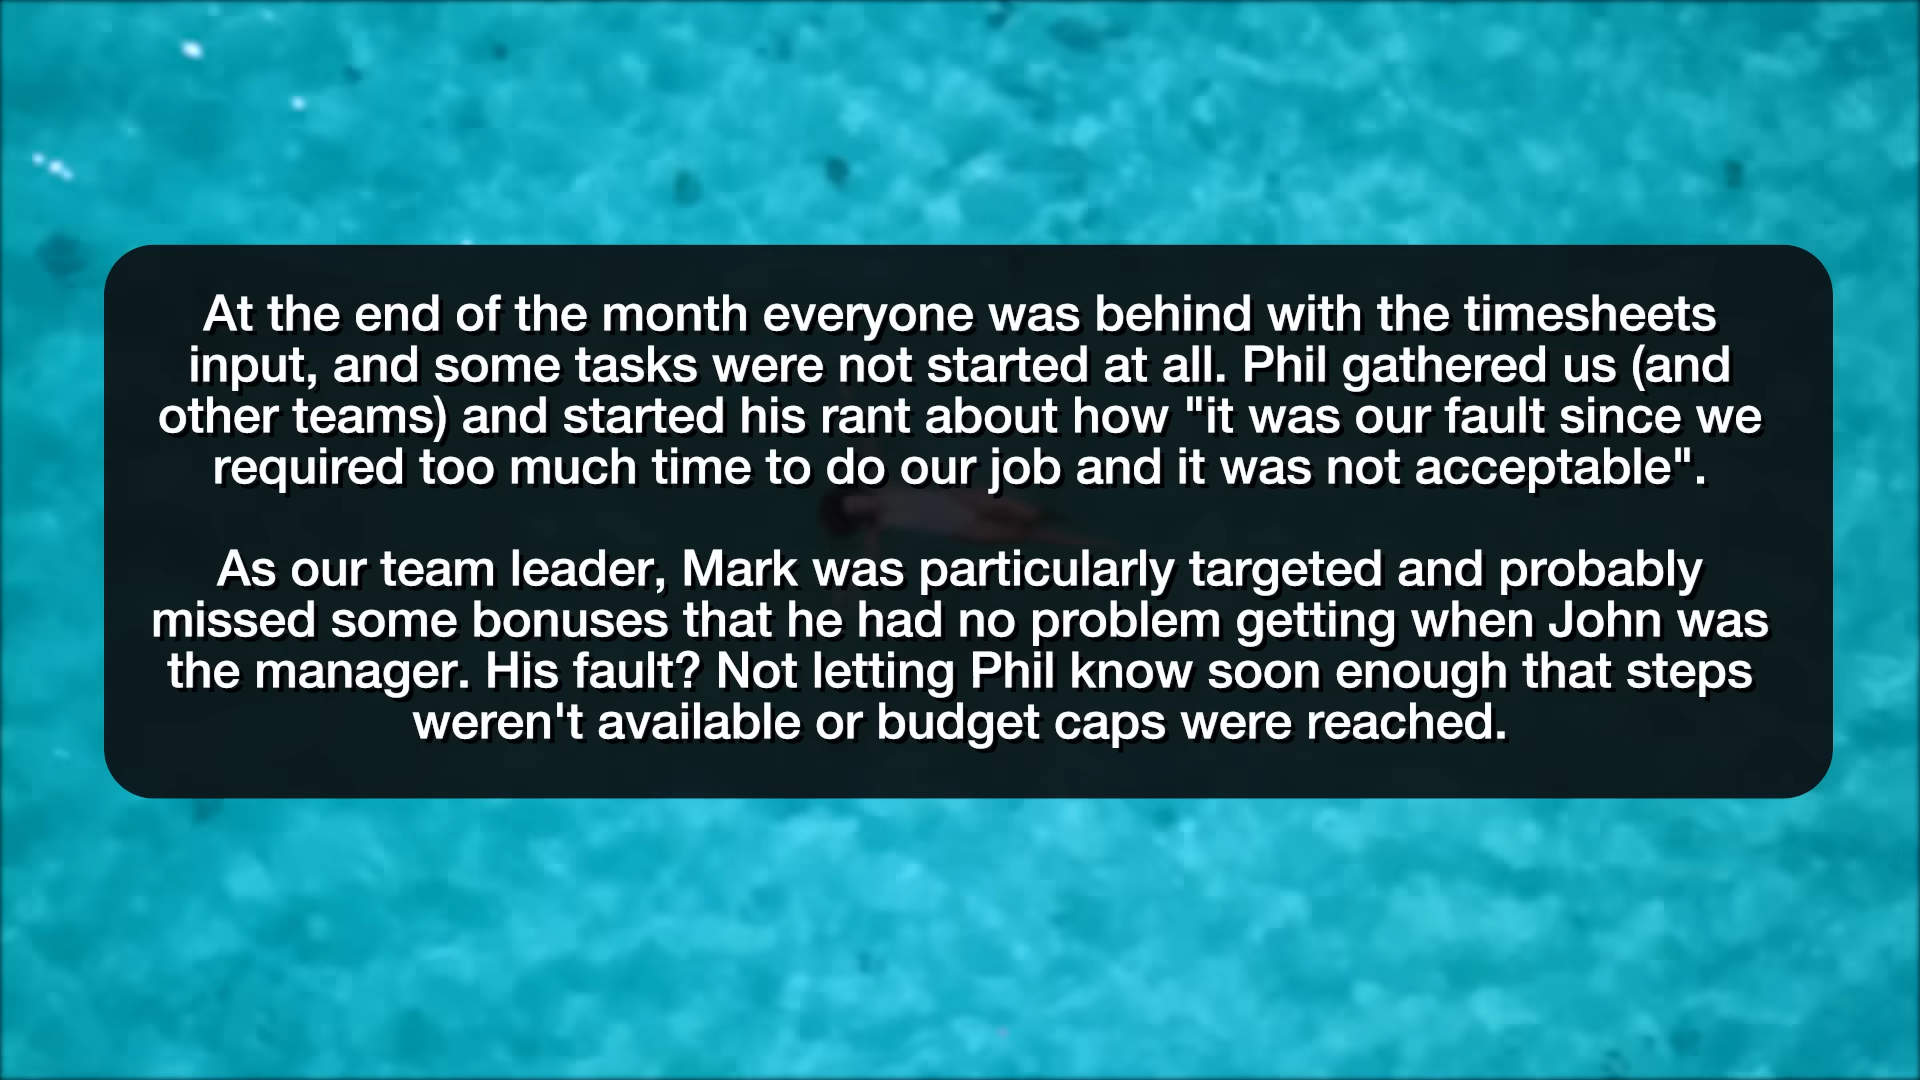 At the end of the month everyone was behind with the timesheets
input, and some tasks were not started at all. Phil gathered us (and
other teams) and started his rant about how "it was our fault since we
required too much time to do our job and it was not acceptable".
As our team leader, Mark was particularly targeted and probably
missed some bonuses that he had no problem getting when John was
the manager. His fault? Not letting Phil know soon enough that steps
weren't available or budget caps were reached.